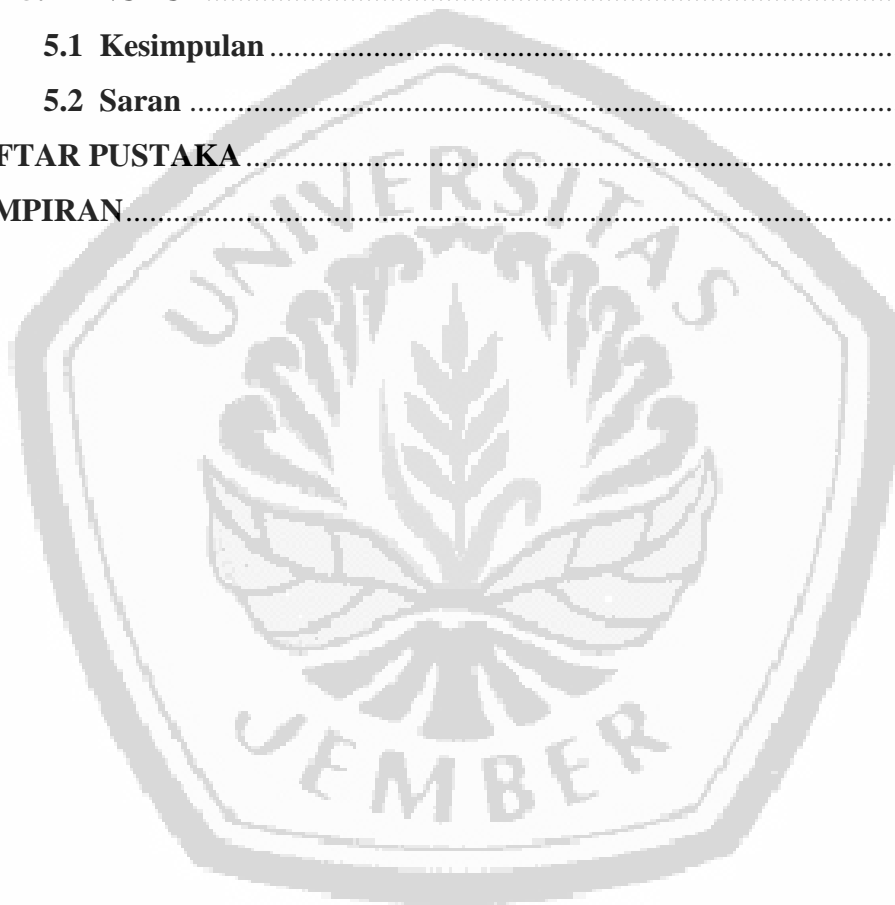 5.1 Kesimpulan ........................................................................
5.2 Saran ........................................................................
FTAR PUSTAKA ........................................................................
MPIRAN ........................................................................
UNIVERSITAS
JEMBER